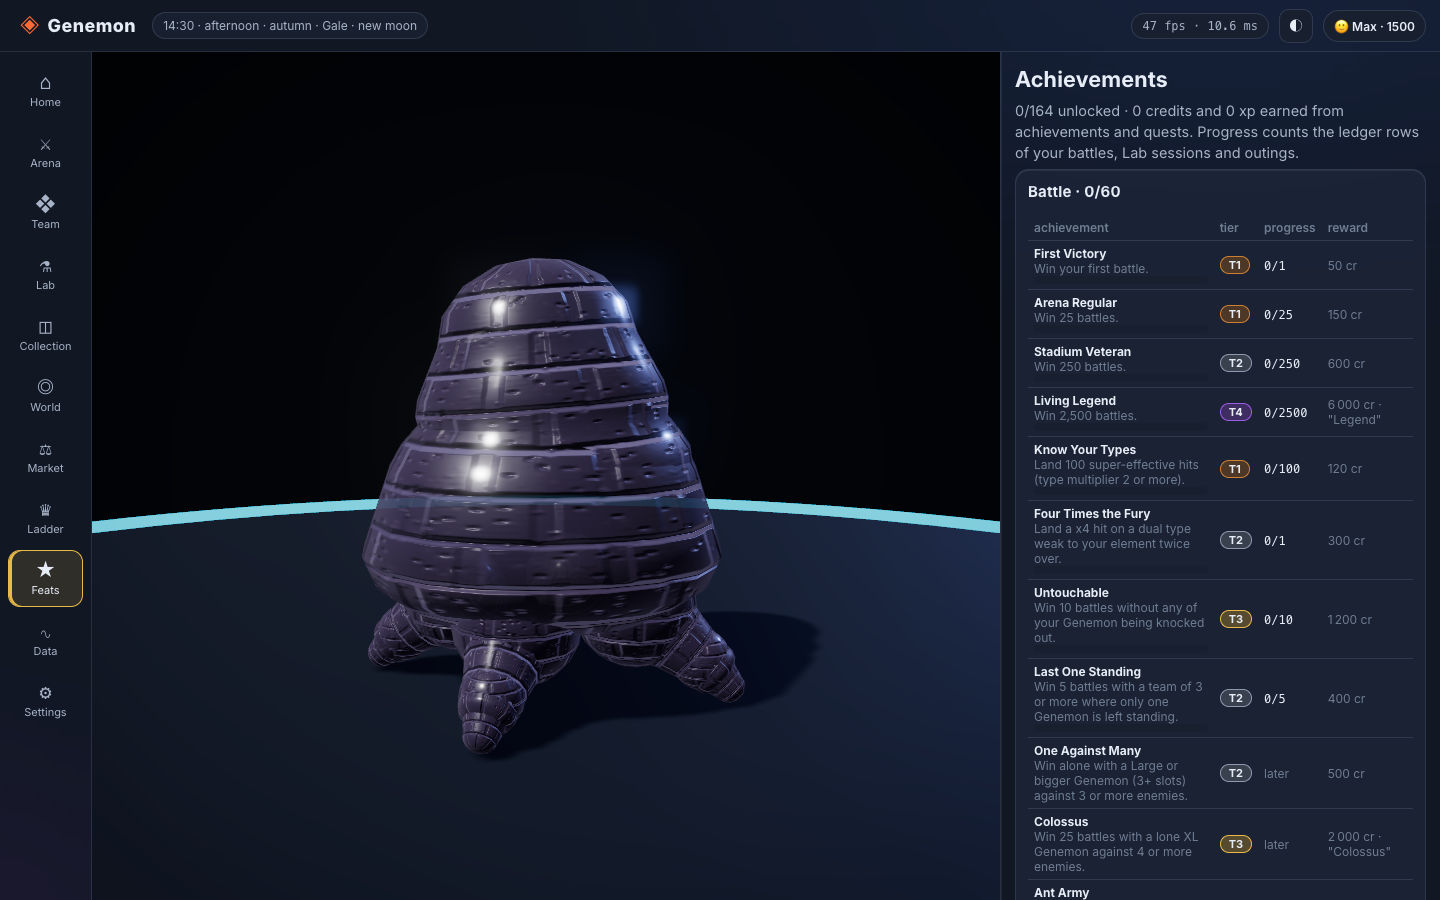 Genemon
14:30 · afternoon · autumn · Gale · new moon
47 fps · 10.6 ms
Max · 1500
Home
Arena
Team
Lab
Collection
World
Market
Ladder
Feats
Data
Settings
Achievements
0/164 unlocked · 0 credits and 0 xp earned from
achievements and quests. Progress counts the ledger rows
of your battles, Lab sessions and outings.
Battle · 0/60
achievement tier progress reward
First Victory
Win your first battle.
T1 0/1 50 cr
Arena Regular
Win 25 battles.
T1 0/25 150 cr
Stadium Veteran
Win 250 battles.
T2 0/250 600 cr
Living Legend
Win 2,500 battles.
T4 0/2500 6 000 cr ·
"Legend"
Know Your Types
Land 100 super-effective hits
(type multiplier 2 or more).
T1 0/100 120 cr
Four Times the Fury
Land a x4 hit on a dual type
weak to your element twice
over.
T2 0/1 300 cr
Untouchable
Win 10 battles without any of
your Genemon being knocked
out.
T3 0/10 1 200 cr
Last One Standing
Win 5 battles with a team of 3
or more where only one
Genemon is left standing.
T2 0/5 400 cr
One Against Many
Win alone with a Large or
bigger Genemon (3+ slots)
against 3 or more enemies.
T2 later 500 cr
Colossus
Win 25 battles with a lone XL
Genemon against 4 or more
enemies.
T3 later 2 000 cr ·
"Colossus"
Ant Army